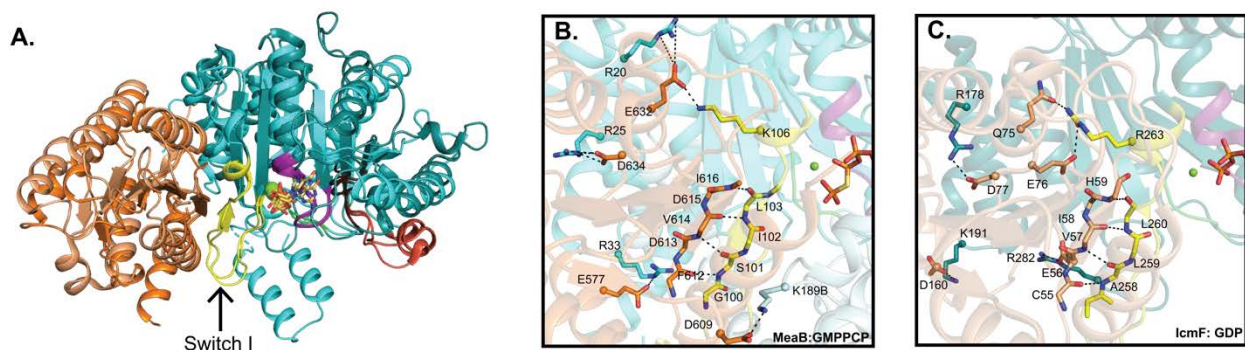 A.
Switch I
B.
R20
E632
K106
R25
D634
I616
D615
L103
V614
D613
I102
R33
S101
E577
F612
G100
K189B
D609
MeaB:GMPPCP
C.
R178
R263
Q75
E76
D77
H59
I58
L260
V57
K191
R282
E56
L259
D160
C55
A258
IcmF: GDP